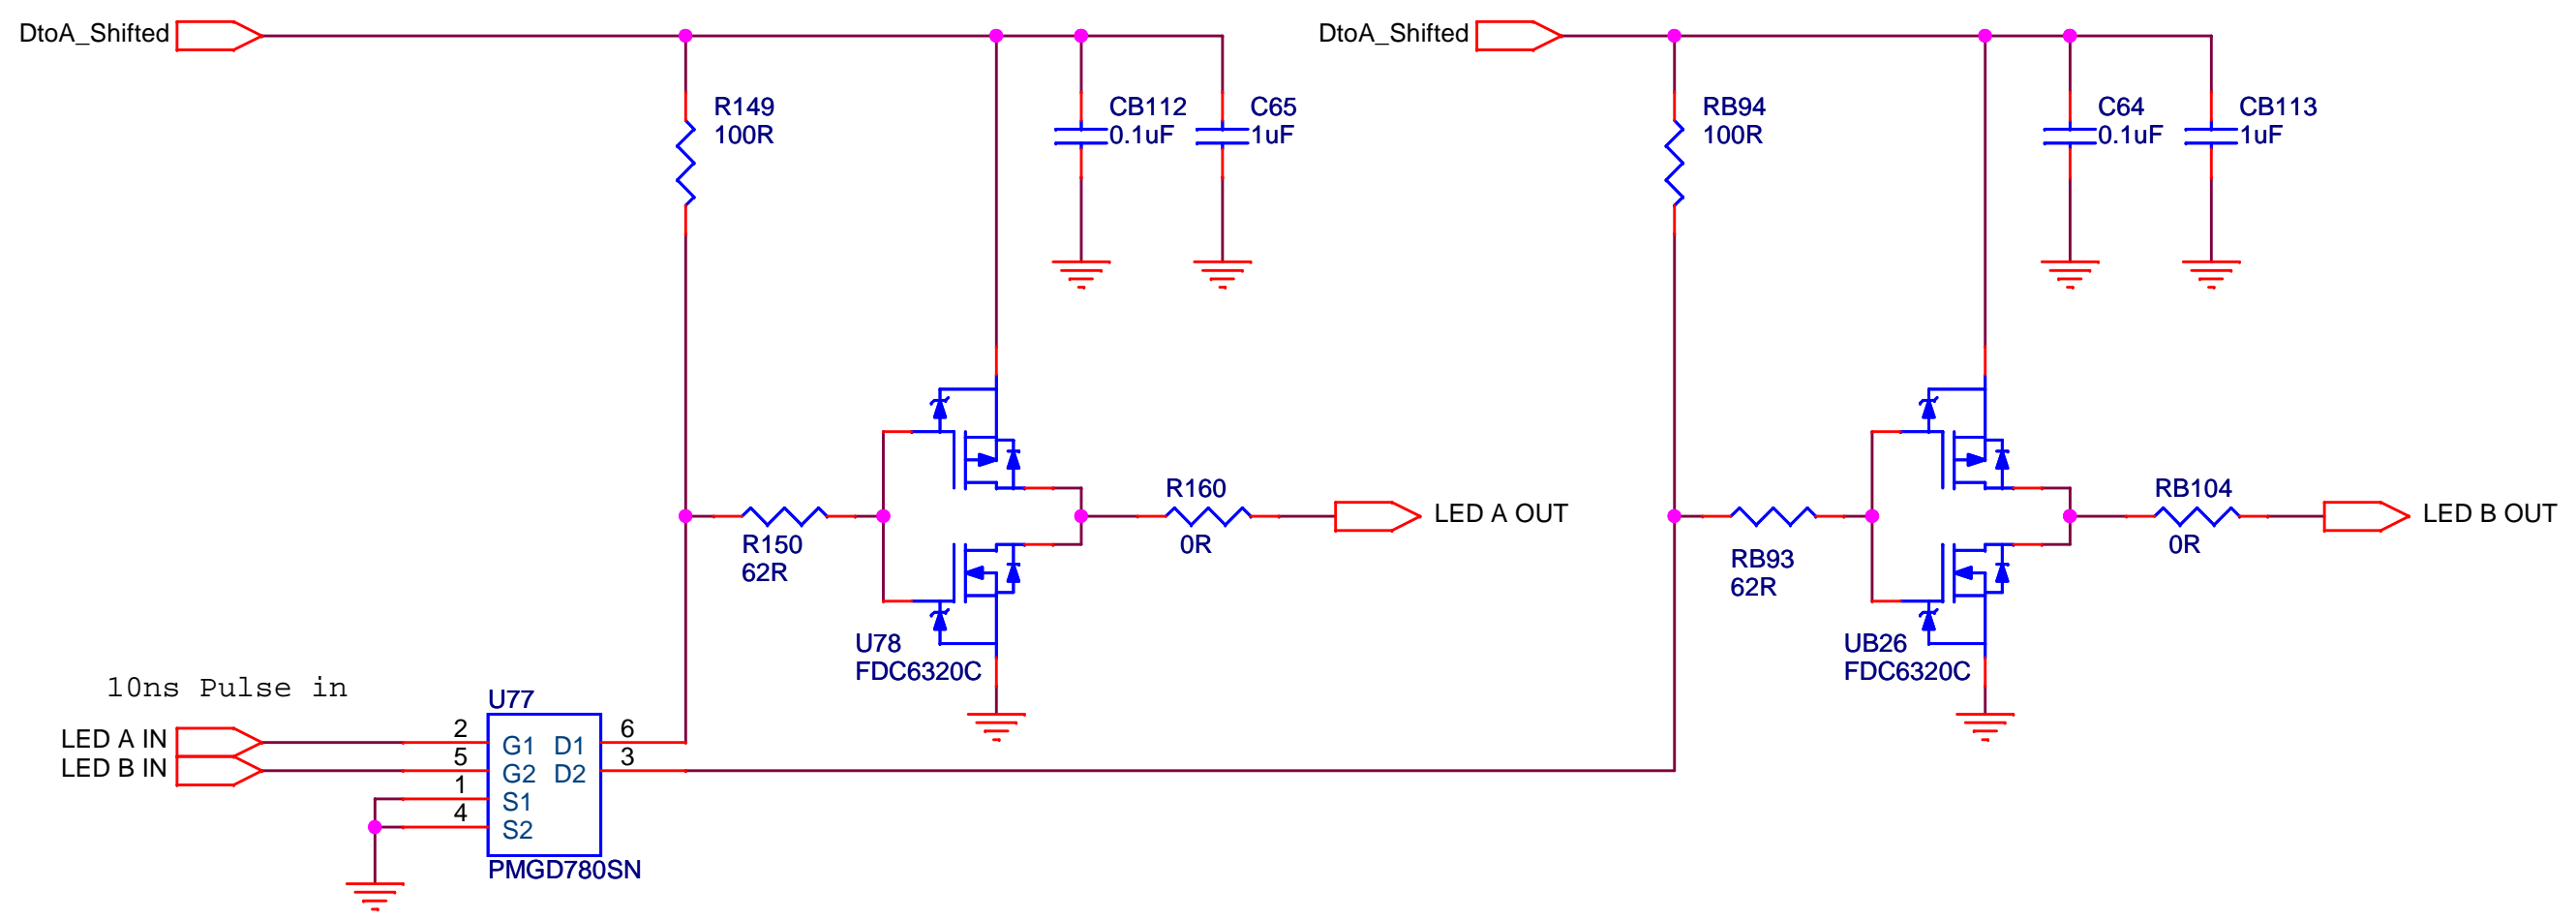 DtoA_Shifted
R149
100R
CB112
0.1uF
C65
1uF
R150
62R
R160
0R
LED A OUT
U78
FDC6320C
DtoA_Shifted
RB94
100R
C64
0.1uF
CB113
1uF
RB93
62R
RB104
0R
LED B OUT
UB26
FDC6320C
10ns Pulse in
LED A IN
LED B IN
U77
2
5
1
4
G1 D1
G2 D2
S1
S2
6
3
PMGD780SN